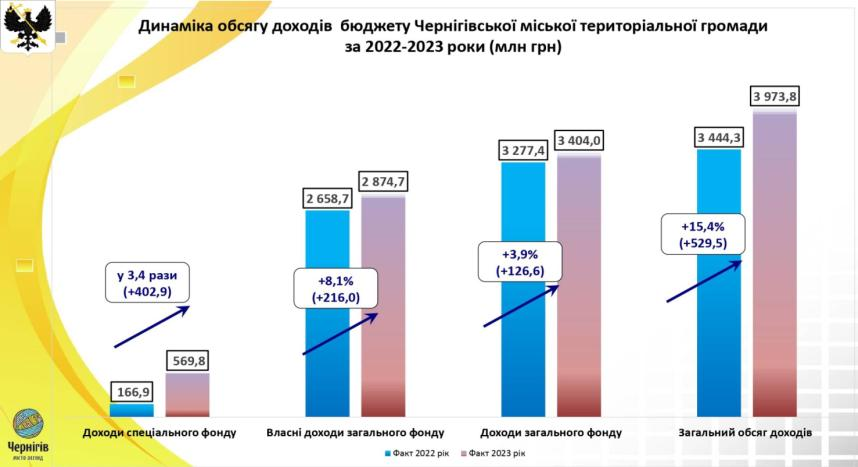 Динаміка обсягу доходів бюджету Чернігівської міської територіальної громади
за 2022-2023 роки (млн грн)
3 973,8
3 444,3
3 404,0
3 277,4
2 874,7
2 658,7
569,8
166,9
у 3,4 рази
(+402,9)
+8,1%
(+216,0)
+3,9%
(+126,6)
+15,4%
(+529,5)
Доходи спеціального фонду
Власні доходи загального фонду
Доходи загального фонду
Загальний обсяг доходів
Факт 2022 рік
Факт 2023 рік
Чернігів
місто легенд